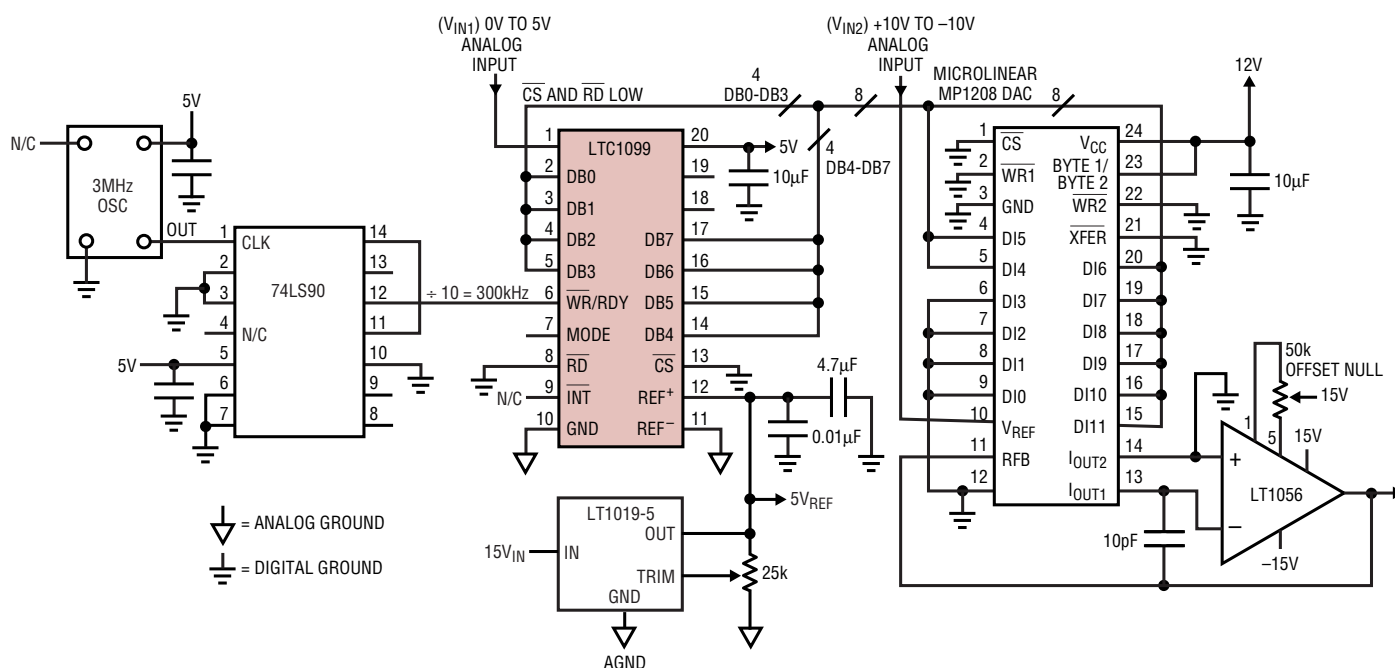 (VIN1) 0V TO 5V
ANALOG
INPUT
(VIN2) +10V TO –10V
ANALOG
INPUT
CS AND RD LOW
4
DB0-DB3
8
MICROLINEAR
MP1208 DAC
8
12V
5V
N/C
3MHz
OSC
OUT
4
DB4-DB7
1
LTC1099
20
5V
2
DB0
19
10µF
3
DB1
18
4
DB2
DB7
17
5
DB3
DB6
16
6
WR/RDY
DB5
15
7
MODE
DB4
14
8
RD
CS
13
N/C
9
INT
REF+
12
10
GND
REF–
11
4.7µF
0.01µF
1
CLK
14
2
13
3
74LS90
12
÷ 10 = 300kHz
4
N/C
11
5V
5
10
6
9
7
8
1
CS
VCC
24
2
WR1
BYTE 1/
BYTE 2
23
3
GND
WR2
22
4
DI5
XFER
21
5
DI4
DI6
20
6
DI3
DI7
19
7
DI2
DI8
18
8
DI1
DI9
17
9
DI0
DI10
16
10
VREF
DI11
15
11
RFB
IOUT2
14
12
IOUT1
13
10µF
50k
OFFSET NULL
15V
1
5
15V
+
LT1056
–
–15V
10pF
5VREF
LT1019-5
OUT
15VIN
IN
TRIM
25k
GND
AGND
= ANALOG GROUND
= DIGITAL GROUND